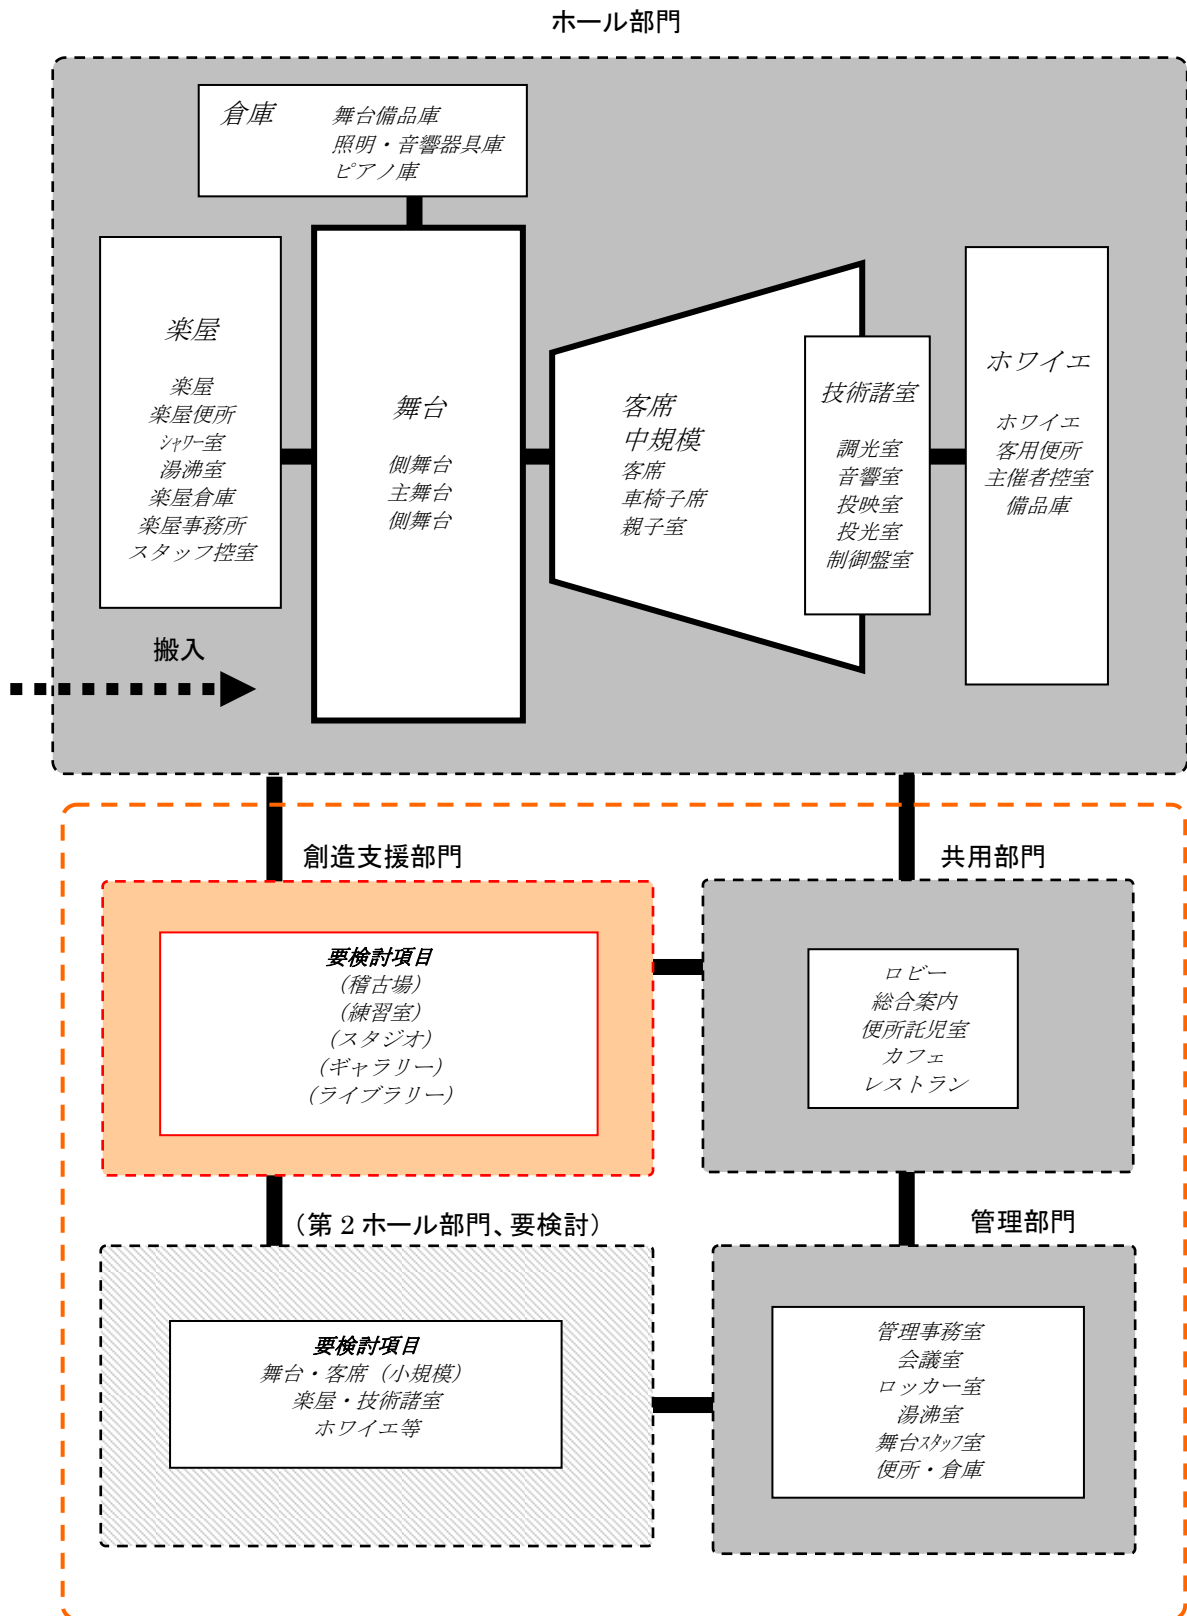 ホール部門
倉庫
舞台備品庫
照明・音響器具庫
ピアノ庫
楽屋
楽屋
楽屋便所
シャワー室
湯沸室
楽屋倉庫
楽屋事務所
スタッフ控室
舞台
側舞台
主舞台
側舞台
客席
中規模
客席
車椅子席
親子室
技術諸室
調光室
音響室
投映室
投光室
制御盤室
ホワイエ
ホワイエ
客用便所
主催者控室
備品庫
搬入
創造支援部門
要検討項目
（稽古場）
（練習室）
（スタジオ）
（ギャラリー）
（ライブラリー）
共用部門
ロビー
総合案内
便所託児室
カフェ
レストラン
（第２ホール部門、要検討）
要検討項目
舞台・客席（小規模）
楽屋・技術諸室
ホワイエ等
管理部門
管理事務室
会議室
ロッカー室
湯沸室
舞台スタッフ室
便所・倉庫